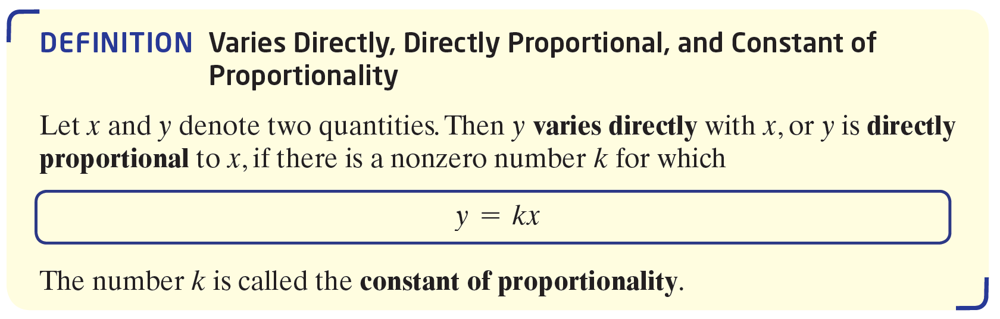 DEFINITION Varies Directly, Directly Proportional, and Constant of
Proportionality
Let x and y denote two quantities. Then y varies directly with x, or y is directly
proportional to x, if there is a nonzero number k for which
y = kx
The number k is called the constant of proportionality.